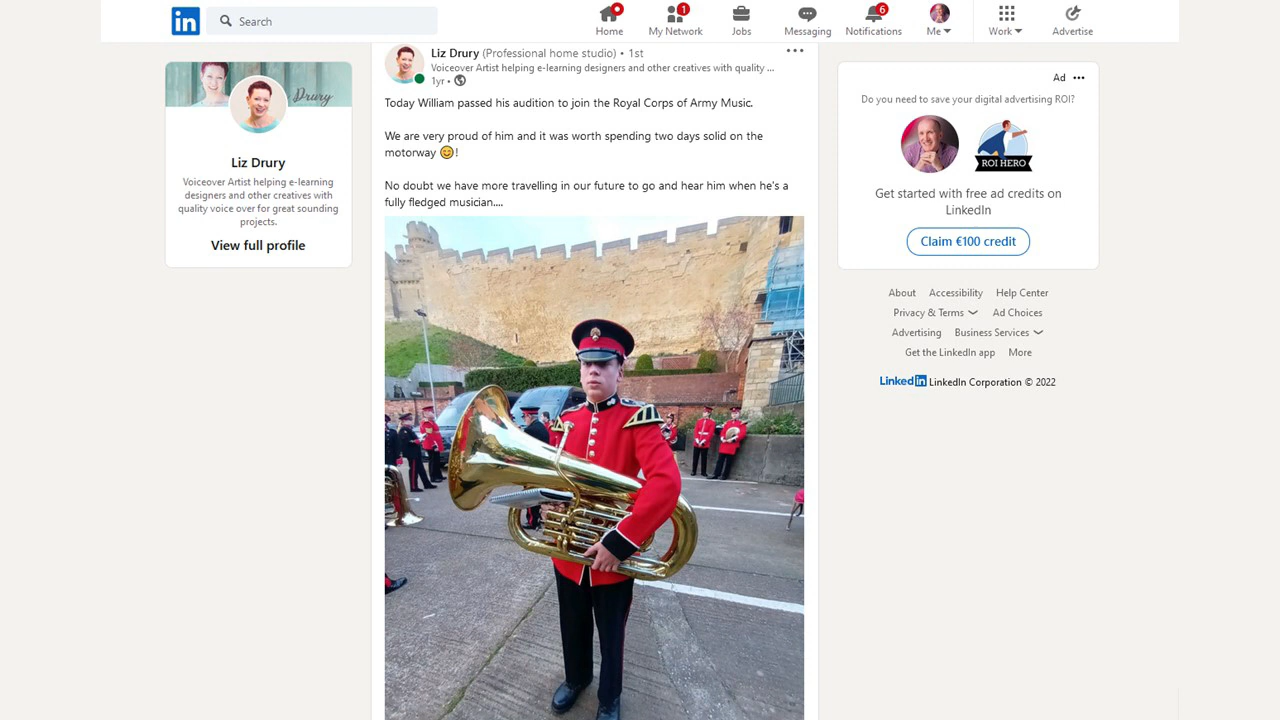 in
Search
Home
1
My Network
Jobs
Messaging
6
Notifications
Me
Work
Advertise
Drury
Liz Drury
Voiceover Artist helping e-learning
designers and other creatives with
quality voice over for great sounding
projects.
View full profile
Liz Drury (Professional home studio) • 1st
Voiceover Artist helping e-learning designers and other creatives with quality ...
1yr •
Today William passed his audition to join the Royal Corps of Army Music.
We are very proud of him and it was worth spending two days solid on the
motorway 😊!
No doubt we have more travelling in our future to go and hear him when he's a
fully fledged musician....
Ad
Do you need to save your digital advertising ROI?
ROI HERO
Get started with free ad credits on
LinkedIn
Claim €100 credit
About Accessibility Help Center
Privacy & Terms Ad Choices
Advertising Business Services
Get the LinkedIn app More
LinkedIn LinkedIn Corporation © 2022